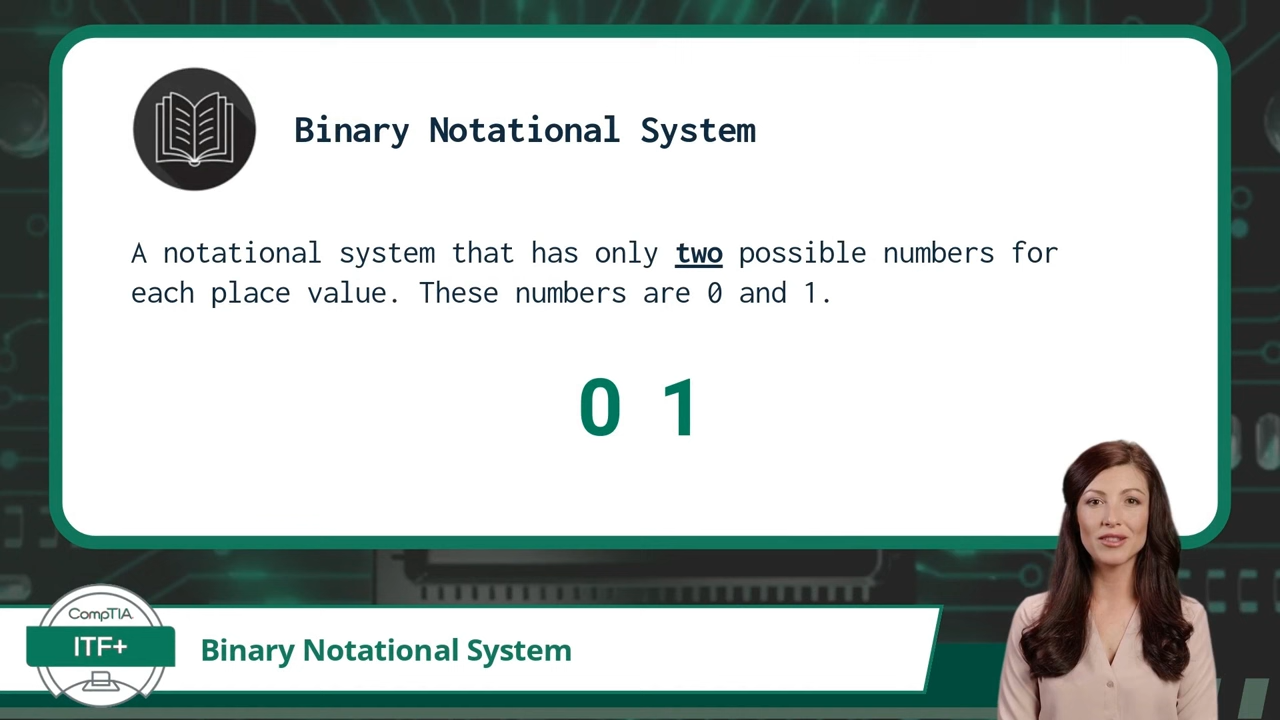 Binary Notational System
A notational system that has only two possible numbers for
each place value. These numbers are 0 and 1.
0 1
CompTIA
ITF+
Binary Notational System